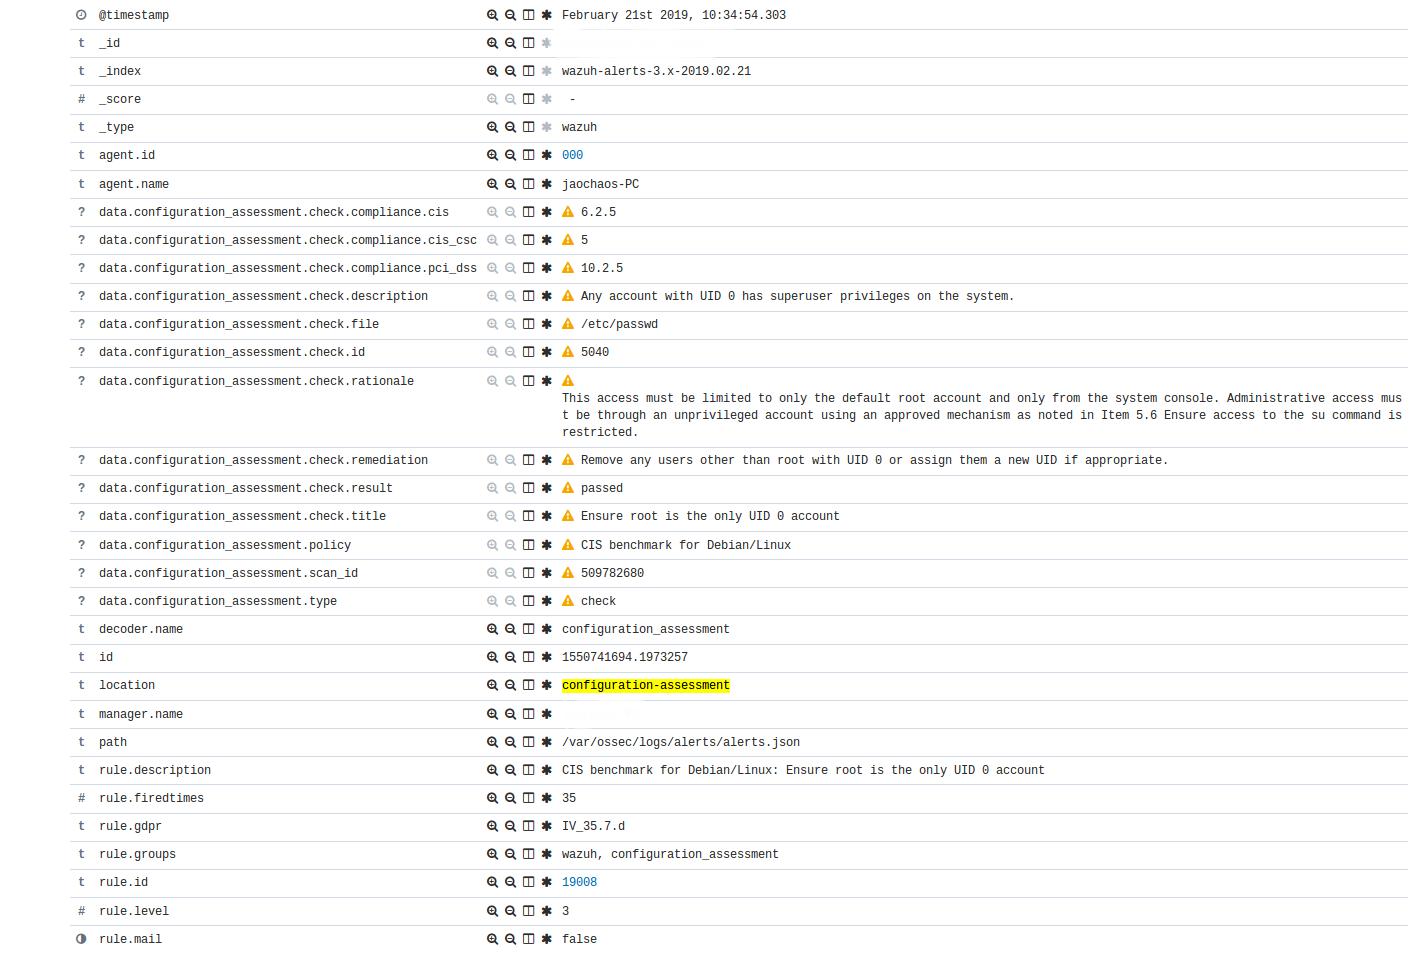 @timestamp February 21st 2019, 10:34:54.303
t _id
t _index wazuh-alerts-3.x-2019.02.21
# _score -
t _type wazuh
t agent.id 000
t agent.name jaochaos-PC
? data.configuration_assessment.check.compliance.cis 6.2.5
? data.configuration_assessment.check.compliance.cis_csc 5
? data.configuration_assessment.check.compliance.pci_dss 10.2.5
? data.configuration_assessment.check.description Any account with UID 0 has superuser privileges on the system.
? data.configuration_assessment.check.file /etc/passwd
? data.configuration_assessment.check.id 5040
? data.configuration_assessment.check.rationale
This access must be limited to only the default root account and only from the system console. Administrative access mus
t be through an unprivileged account using an approved mechanism as noted in Item 5.6 Ensure access to the su command is
restricted.
? data.configuration_assessment.check.remediation Remove any users other than root with UID 0 or assign them a new UID if appropriate.
? data.configuration_assessment.check.result passed
? data.configuration_assessment.check.title Ensure root is the only UID 0 account
? data.configuration_assessment.policy CIS benchmark for Debian/Linux
? data.configuration_assessment.scan_id 509782680
? data.configuration_assessment.type check
t decoder.name configuration_assessment
t id 1550741694.1973257
t location configuration-assessment
t manager.name
t path /var/ossec/logs/alerts/alerts.json
t rule.description CIS benchmark for Debian/Linux: Ensure root is the only UID 0 account
# rule.firedtimes 35
t rule.gdpr IV_35.7.d
t rule.groups wazuh, configuration_assessment
t rule.id 19008
# rule.level 3
rule.mail false